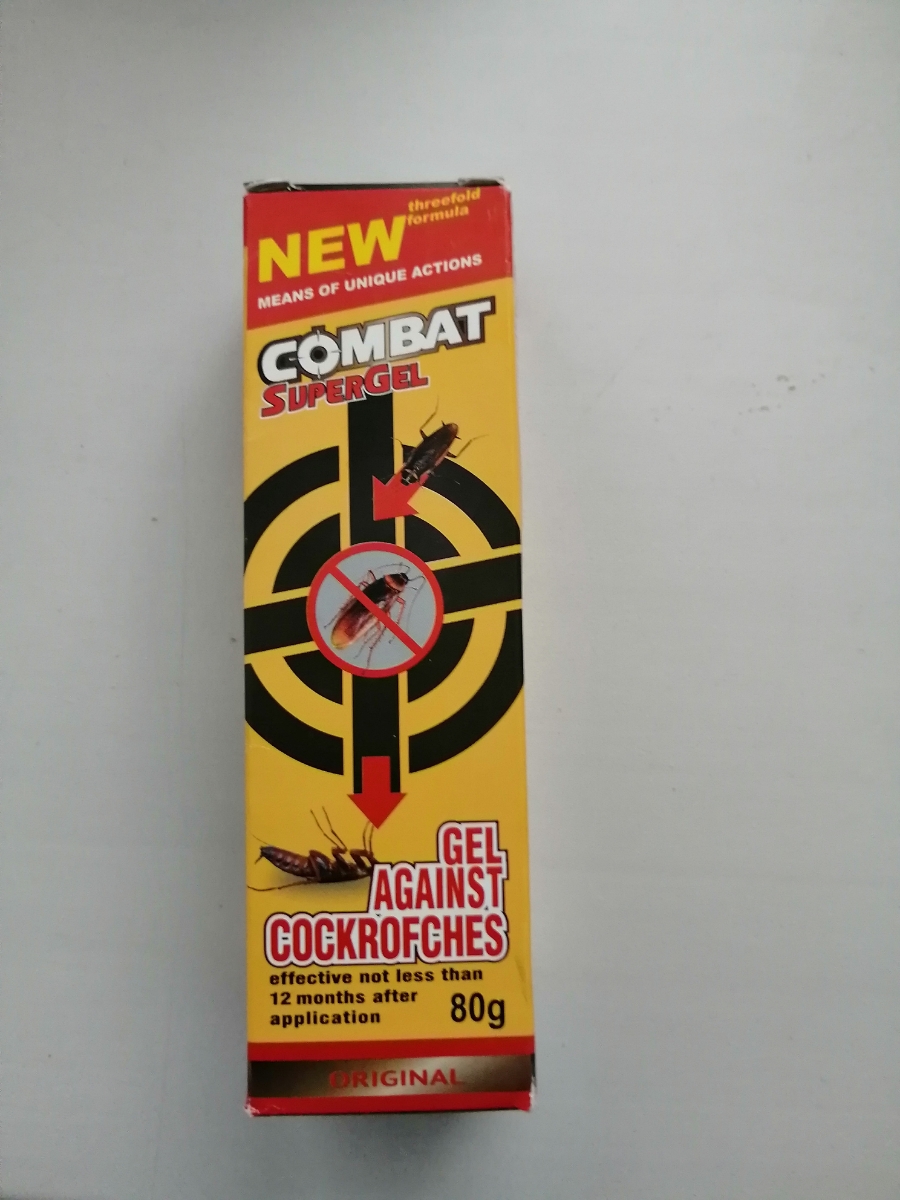 threefold
formula
NEW
MEANS OF UNIQUE ACTIONS
COMBAT
SUPERGEL
GEL
AGAINST
COCKROFCHES
effective not less than
12 months after
application
80g
ORIGINAL